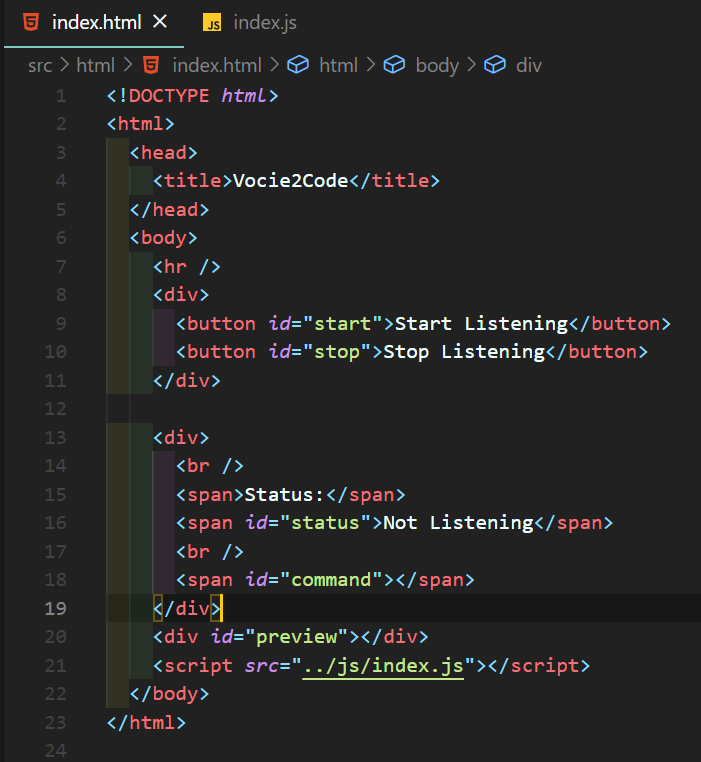 index.html × JS index.js
src > html > index.html > html > body > div
1 <!DOCTYPE html>
2 <html>
3   <head>
4     <title>Vocie2Code</title>
5   </head>
6   <body>
7     <hr />
8     <div>
9       <button id="start">Start Listening</button>
10       <button id="stop">Stop Listening</button>
11     </div>
12
13     <div>
14       <br />
15       <span>Status:</span>
16       <span id="status">Not Listening</span>
17       <br />
18       <span id="command"></span>
19     </div>
20     <div id="preview"></div>
21     <script src="../js/index.js"></script>
22   </body>
23 </html>
24